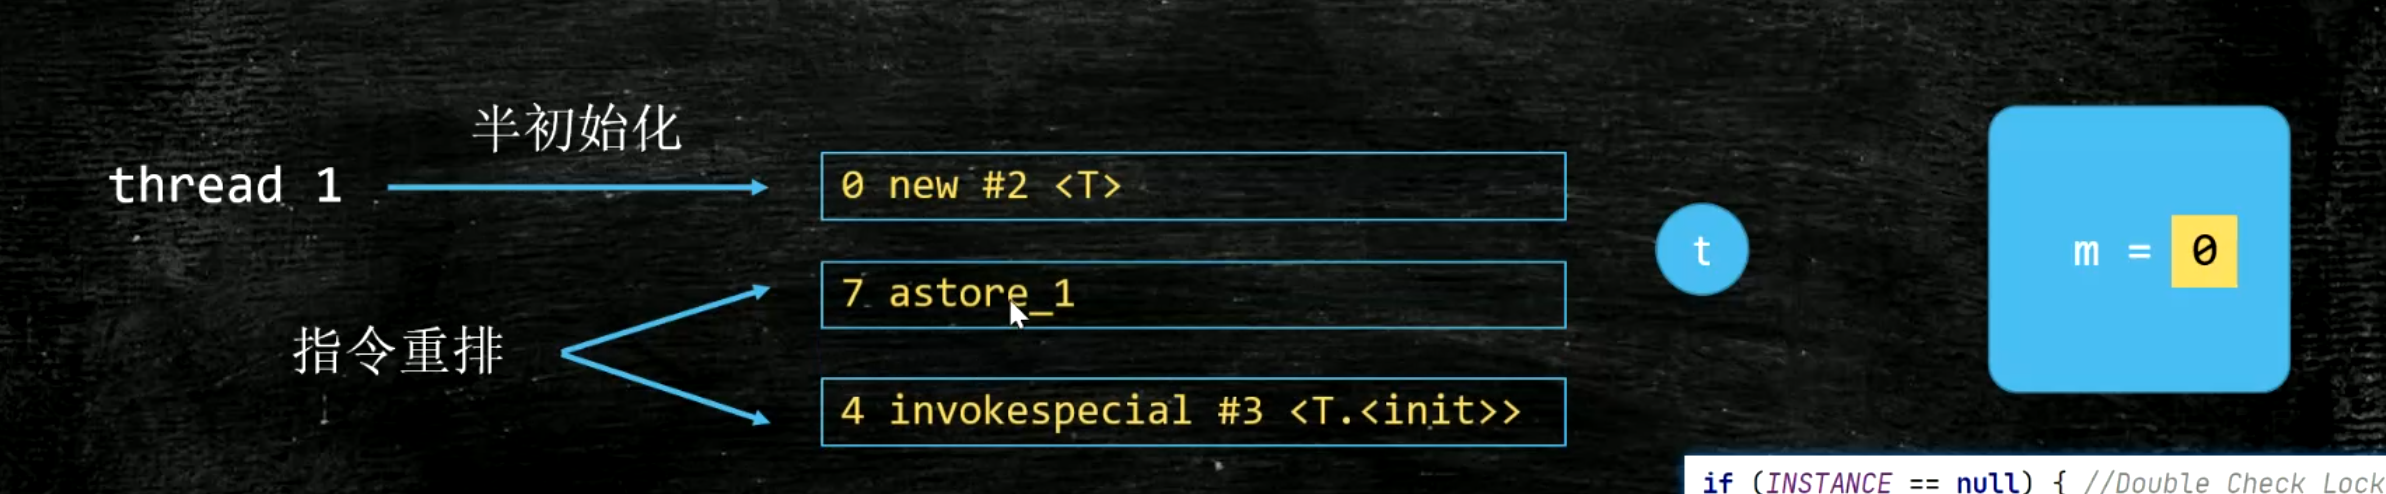 半初始化
thread 1
0 new #2 <T>
t
m = 0
7 astore_1
指令重排
4 invokespecial #3 <T.<init>>
if (INSTANCE == null) { //Double Check Lock